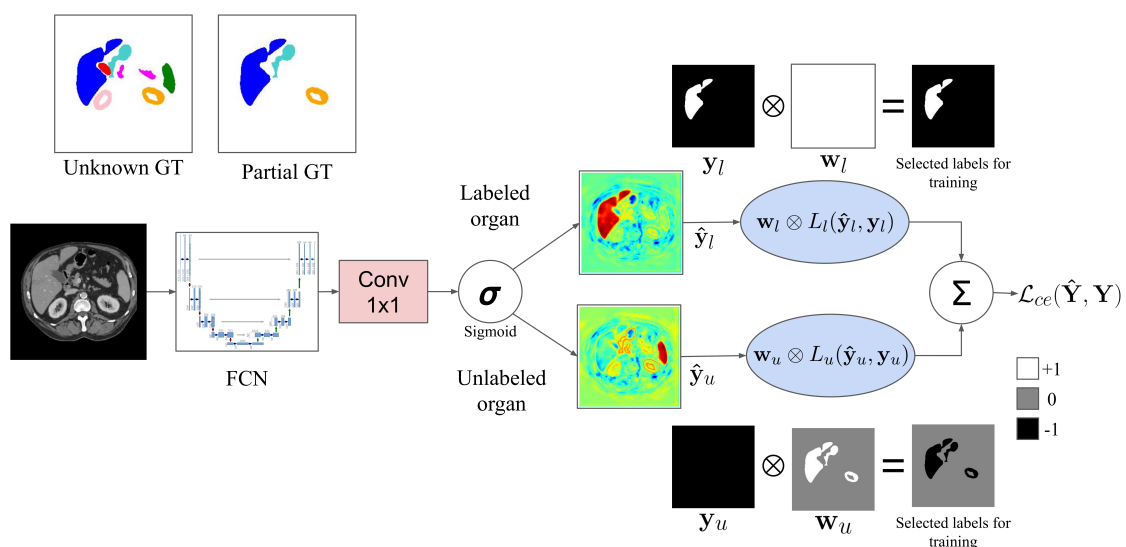 Unknown GT
Partial GT
𝐲_l
⊗
𝐰_l
=
Selected labels for
training
Labeled
organ
FCN
Conv
1x1
σ
Sigmoid
Unlabeled
organ
ŷ_l
𝐰_l ⊗ L_l(ŷ_l, 𝐲_l)
ŷ_u
𝐰_u ⊗ L_u(ŷ_u, 𝐲_u)
Σ
ℒ_ce(Ŷ, Y)
+1
0
-1
𝐲_u
⊗
𝐰_u
=
Selected labels for
training